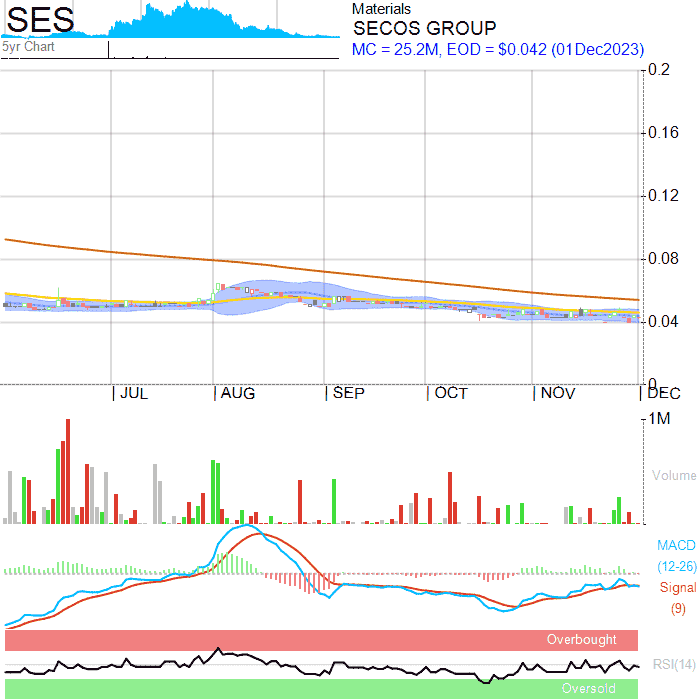 SES
5yr Chart
Materials
SECOS GROUP
MC = 25.2M, EOD = $0.042 (01Dec2023)
0.2
0.16
0.12
0.08
0.04
0
JUL AUG SEP OCT NOV DEC
1M
Volume
MACD
(12-26)
Signal
(9)
Overbought
RSI(14)
Oversold